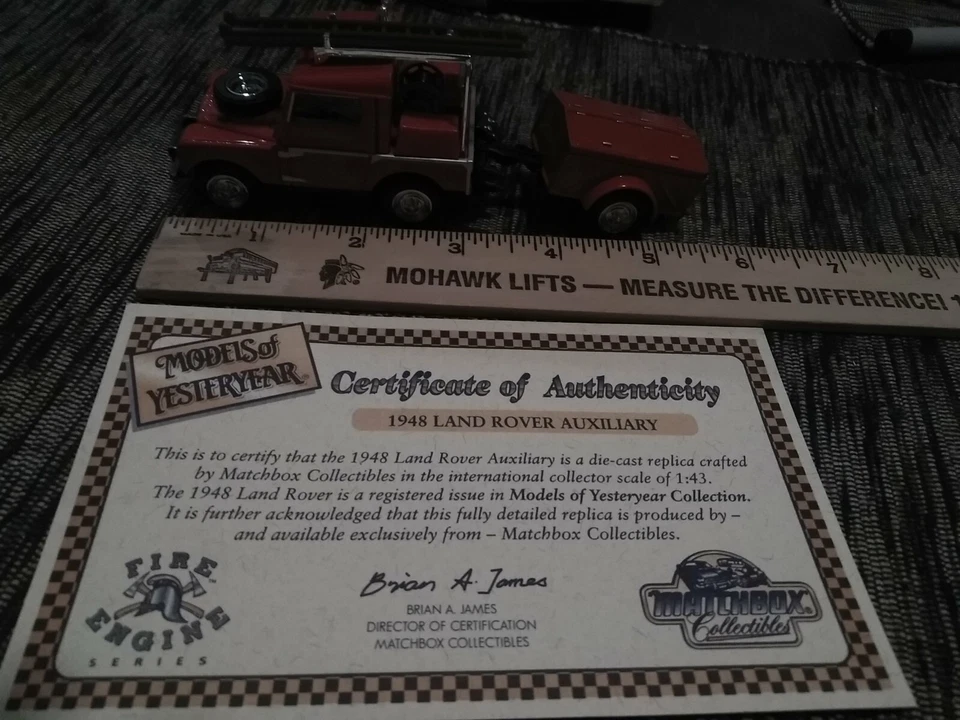 1 2 3 4 5 6 7 8
MOHAWK LIFTS — MEASURE THE DIFFERENCE! 1
MODELS of
YESTERYEAR
Certificate of Authenticity
1948 LAND ROVER AUXILIARY
This is to certify that the 1948 Land Rover Auxiliary is a die-cast replica crafted
by Matchbox Collectibles in the international collector scale of 1:43.
The 1948 Land Rover is a registered issue in Models of Yesteryear Collection.
It is further acknowledged that this fully detailed replica is produced by –
and available exclusively from – Matchbox Collectibles.
FIRE
ENGINE
SERIES
Brian A. James
BRIAN A. JAMES
DIRECTOR OF CERTIFICATION
MATCHBOX COLLECTIBLES
MATCHBOX
Collectibles